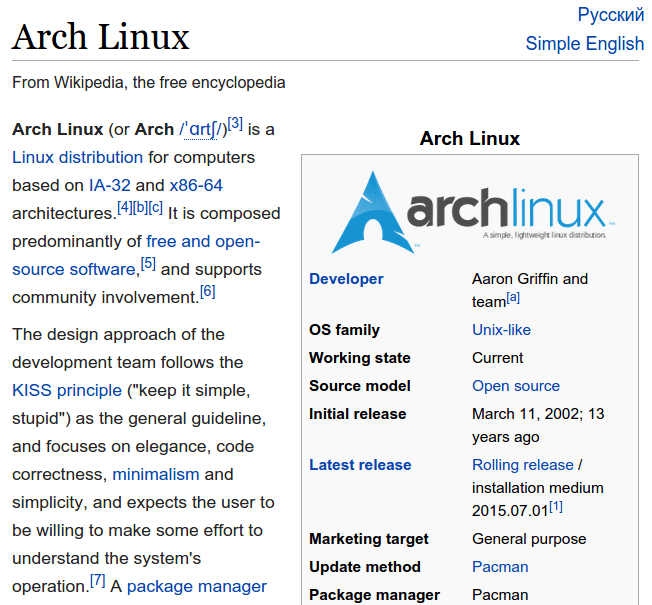 Русский
Simple English
Arch Linux
From Wikipedia, the free encyclopedia
Arch Linux (or Arch /ˈɑrtʃ/)[3] is a
Linux distribution for computers
based on IA-32 and x86-64
architectures.[4][b][c] It is composed
predominantly of free and open-
source software,[5] and supports
community involvement.[6]
The design approach of the
development team follows the
KISS principle ("keep it simple,
stupid") as the general guideline,
and focuses on elegance, code
correctness, minimalism and
simplicity, and expects the user to
be willing to make some effort to
understand the system's
operation.[7] A package manager
Arch Linux
archlinux™
A simple, lightweight linux distribution.
™
Developer Aaron Griffin and
team[a]
OS family Unix-like
Working state Current
Source model Open source
Initial release March 11, 2002; 13
years ago
Latest release Rolling release /
installation medium
2015.07.01[1]
Marketing target General purpose
Update method Pacman
Package manager Pacman